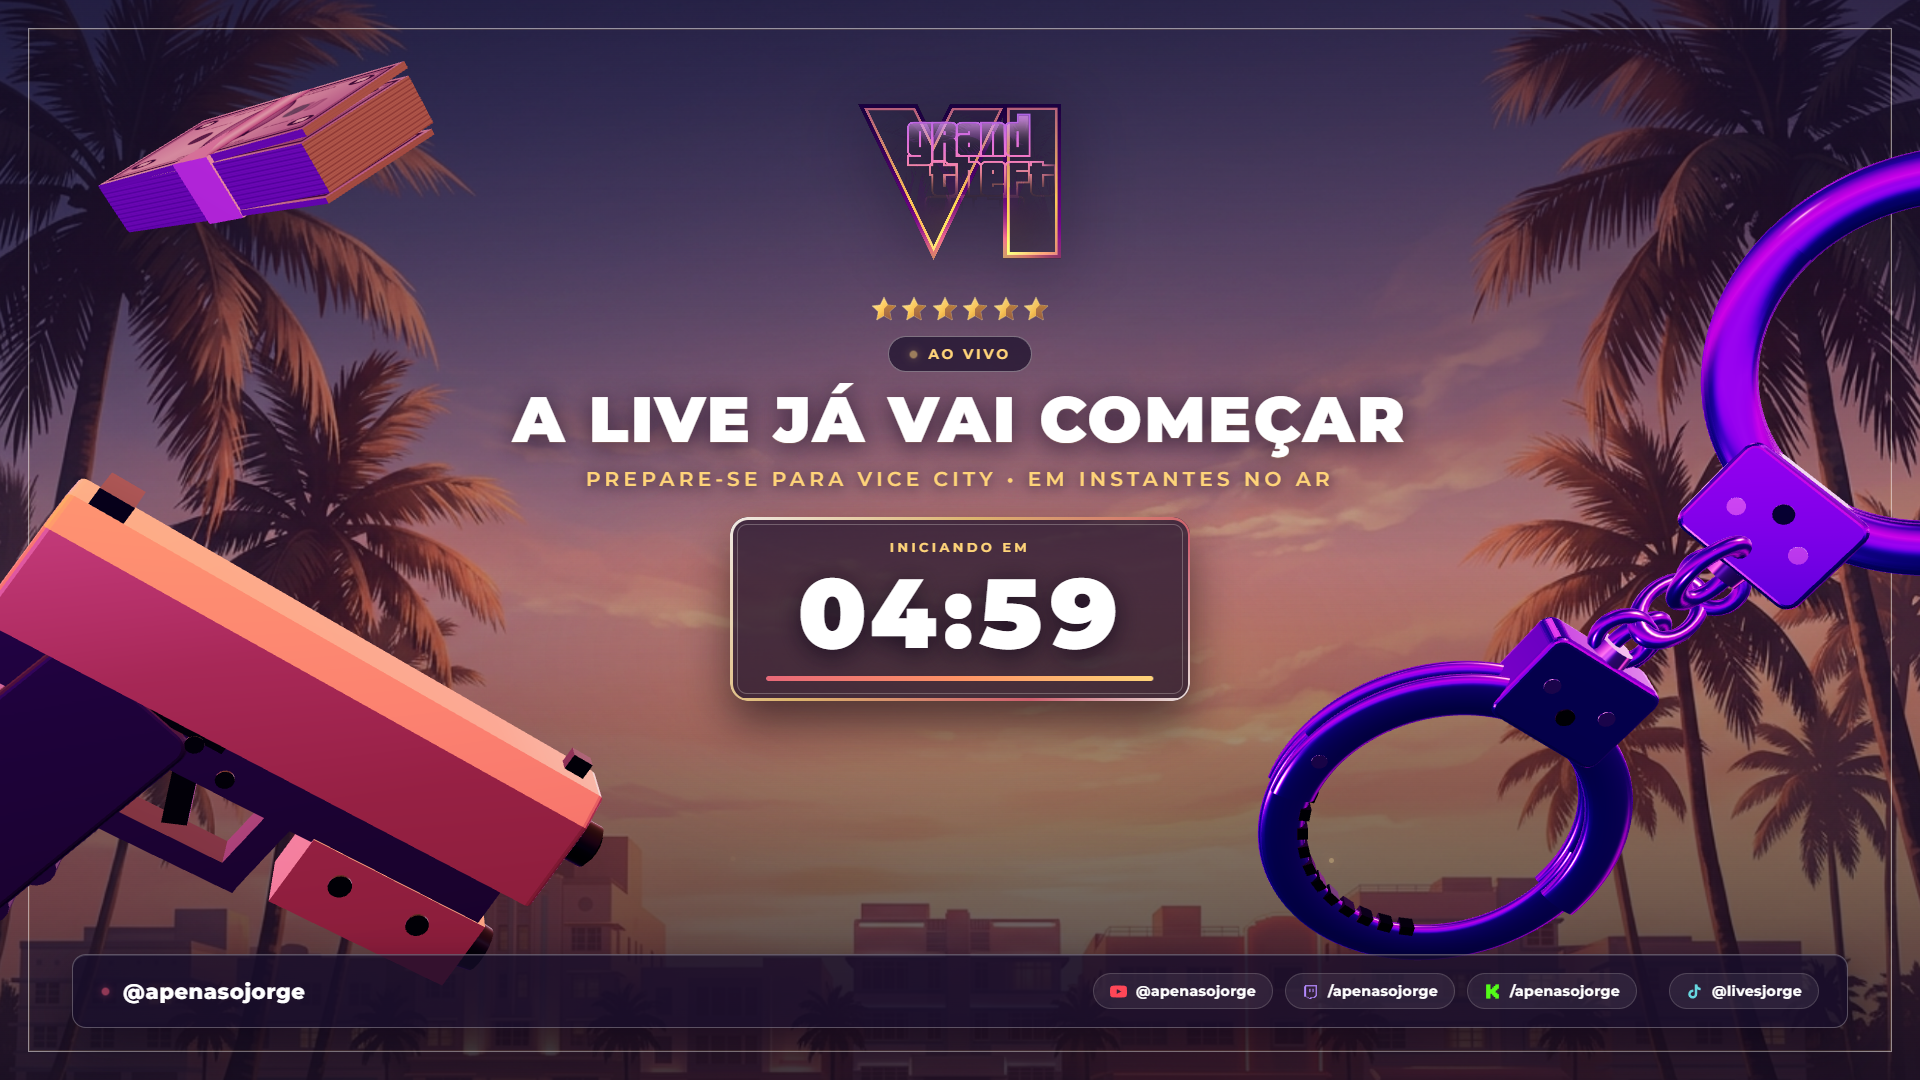 VI
grand
theft
AO VIVO
A LIVE JÁ VAI COMEÇAR
PREPARE-SE PARA VICE CITY • EM INSTANTES NO AR
INICIANDO EM
04:59
@apenasojorge
@apenasojorge
/apenasojorge
/apenasojorge
@livesjorge